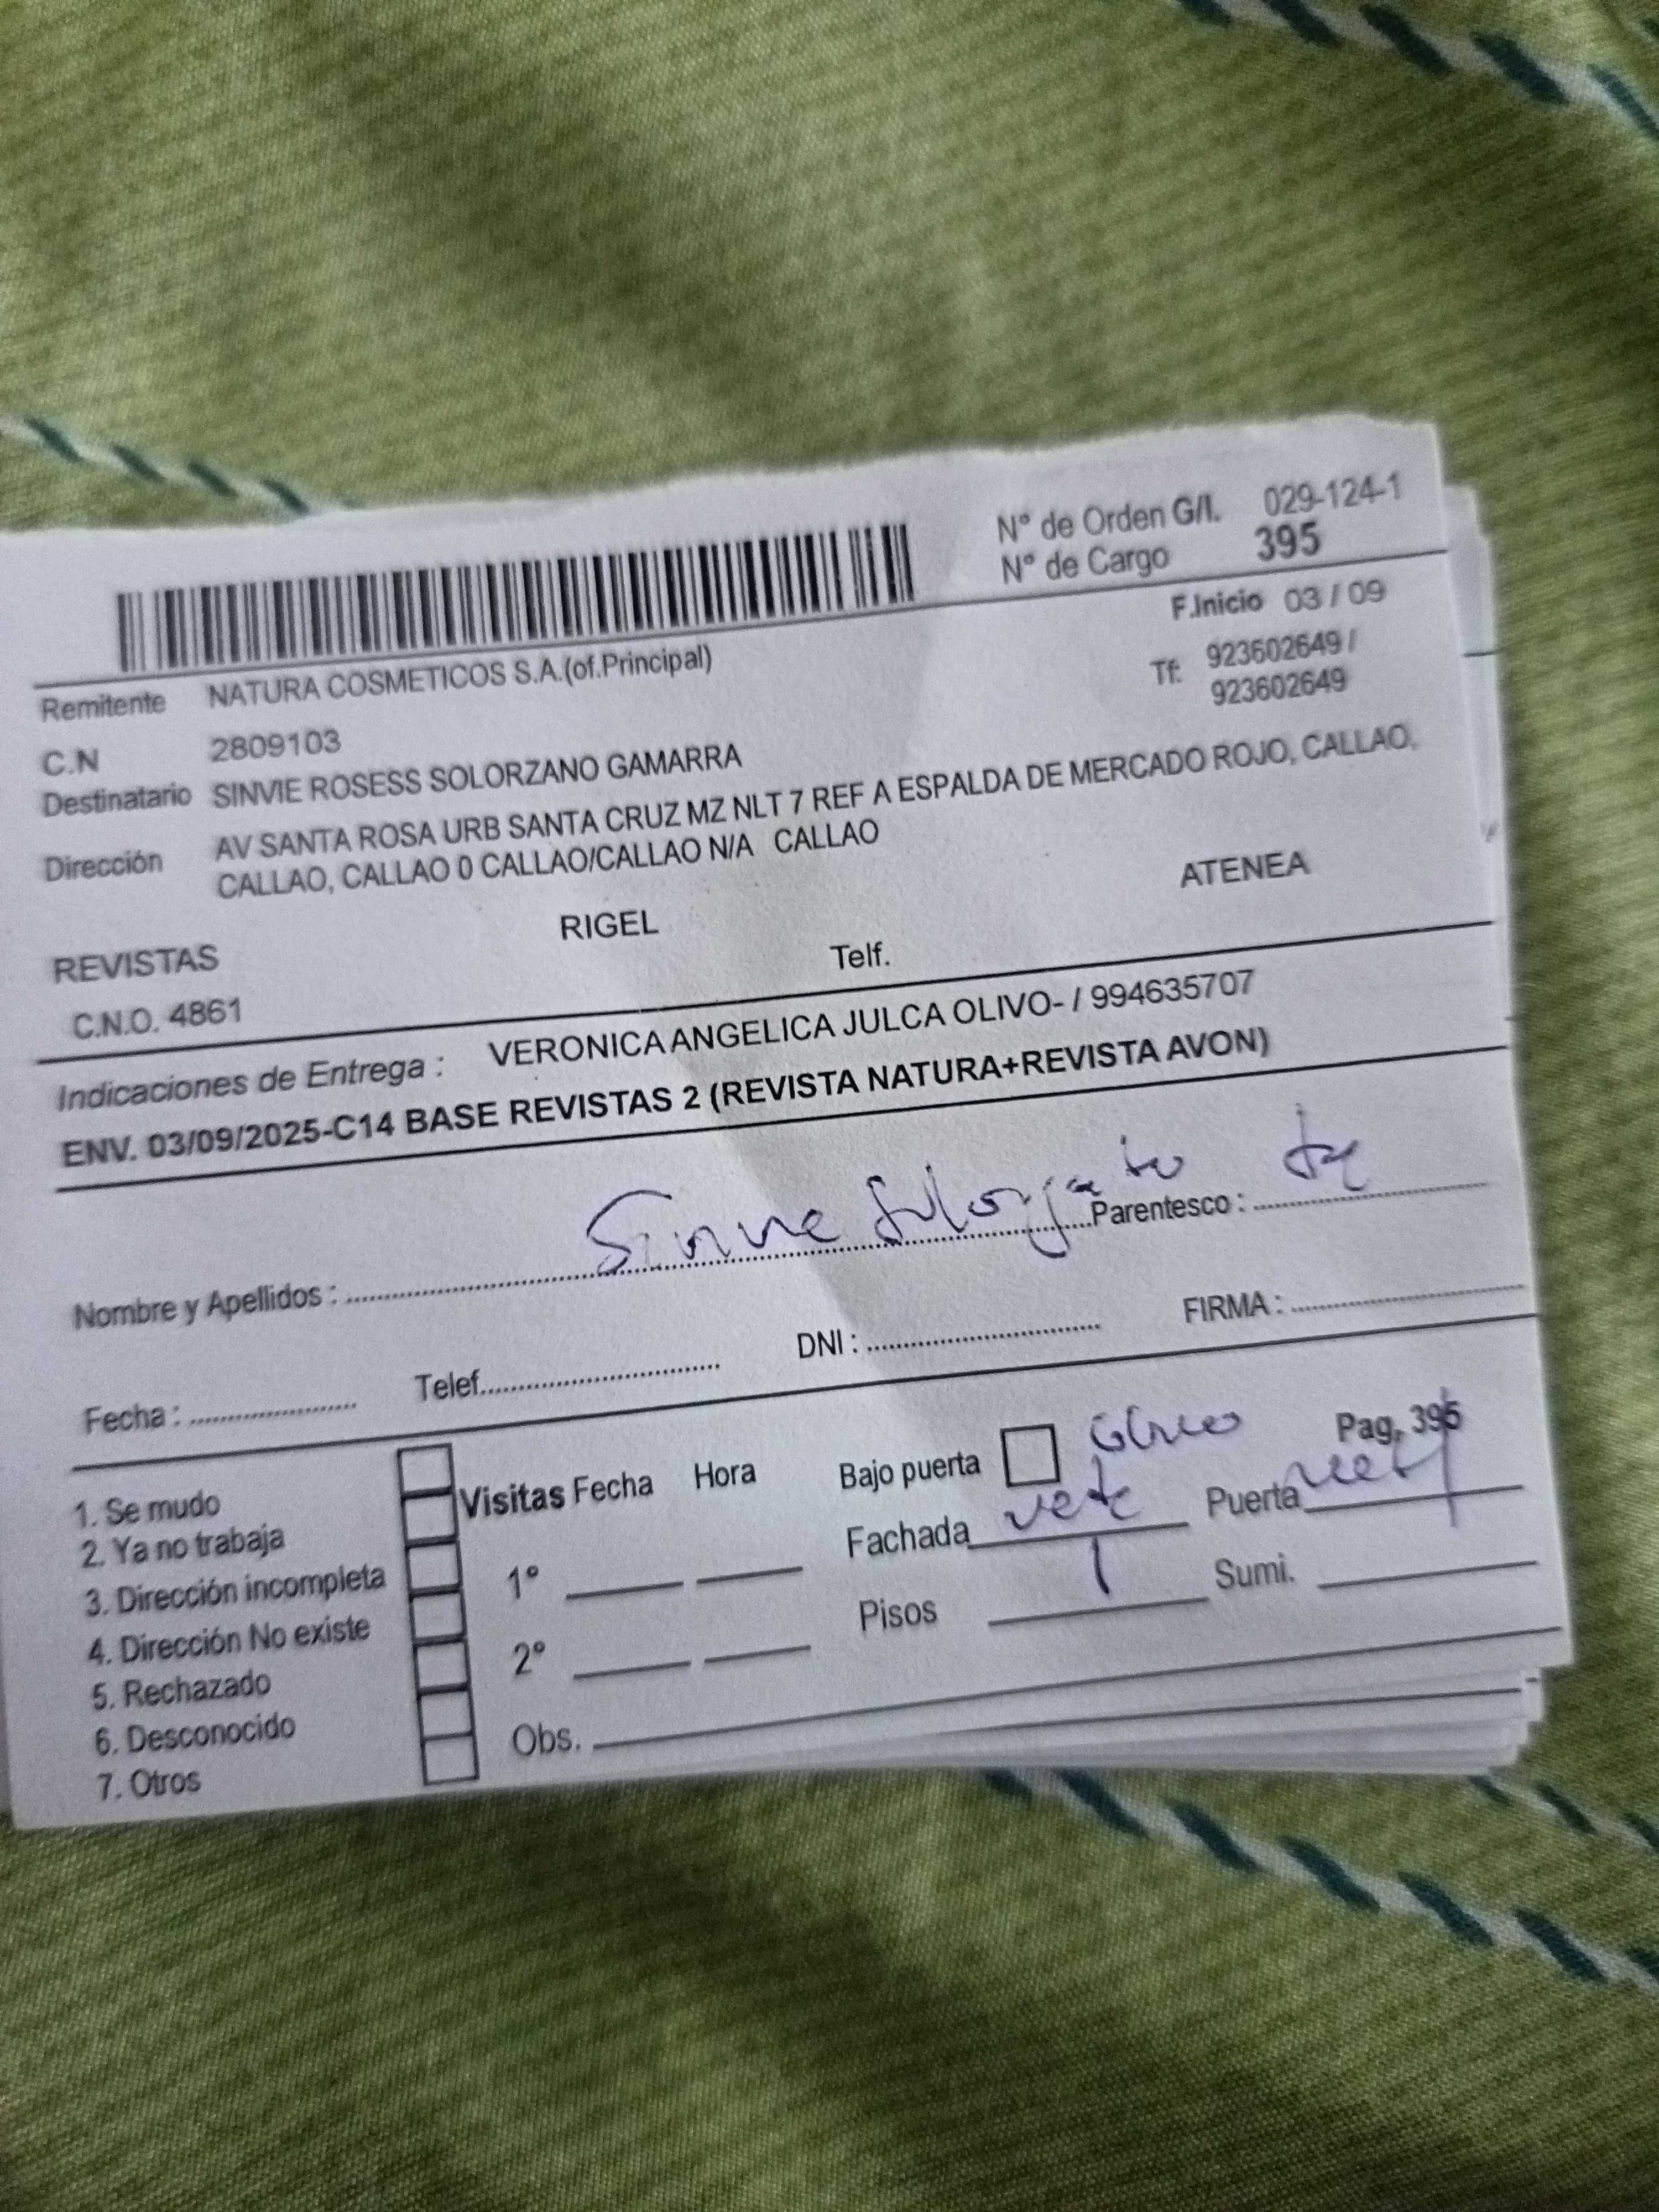 N° de Orden G/I. 029-124-1
N° de Cargo 395
F.Inicio 03 / 09
Remitente NATURA COSMETICOS S.A.(of.Principal)
Tf: 923602649 /
923602649
C.N 2809103
Destinatario SINVIE ROSESS SOLORZANO GAMARRA
Dirección AV SANTA ROSA URB SANTA CRUZ MZ NLT 7 REF A ESPALDA DE MERCADO ROJO, CALLAO,
CALLAO, CALLAO 0 CALLAO/CALLAO N/A CALLAO
REVISTAS RIGEL ATENEA
C.N.O. 4861 Telf.
Indicaciones de Entrega : VERONICA ANGELICA JULCA OLIVO- / 994635707
ENV. 03/09/2025-C14 BASE REVISTAS 2 (REVISTA NATURA+REVISTA AVON)
Nombre y Apellidos : Parentesco :
Fecha : Telef. DNI : FIRMA :
Pag. 395
1. Se mudo
2. Ya no trabaja
3. Dirección incompleta
4. Dirección No existe
5. Rechazado
6. Desconocido
7. Otros
Visitas Fecha Hora
1°
2°
Obs.
Bajo puerta
Fachada Puerta
Pisos 1 Sumi.